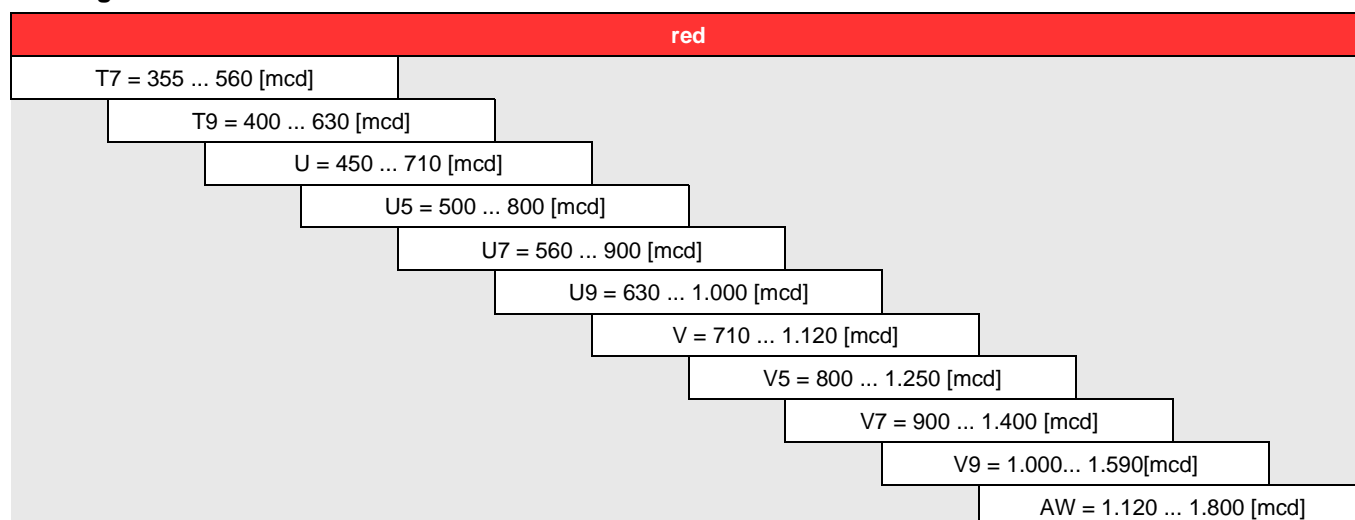 red
T7 = 355 ... 560 [mcd]
T9 = 400 ... 630 [mcd]
U = 450 ... 710 [mcd]
U5 = 500 ... 800 [mcd]
U7 = 560 ... 900 [mcd]
U9 = 630 ... 1.000 [mcd]
V = 710 ... 1.120 [mcd]
V5 = 800 ... 1.250 [mcd]
V7 = 900 ... 1.400 [mcd]
V9 = 1.000... 1.590[mcd]
AW = 1.120 ... 1.800 [mcd]